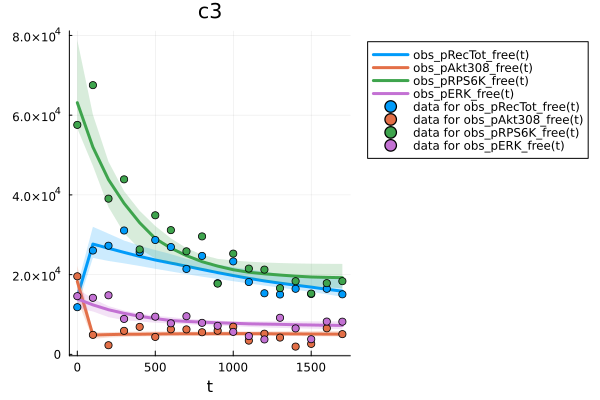 c3
8.0×10⁴
6.0×10⁴
4.0×10⁴
2.0×10⁴
0
0 500 1000 1500
t
obs_pRecTot_free(t)
obs_pAkt308_free(t)
obs_pRPS6K_free(t)
obs_pERK_free(t)
data for obs_pRecTot_free(t)
data for obs_pAkt308_free(t)
data for obs_pRPS6K_free(t)
data for obs_pERK_free(t)